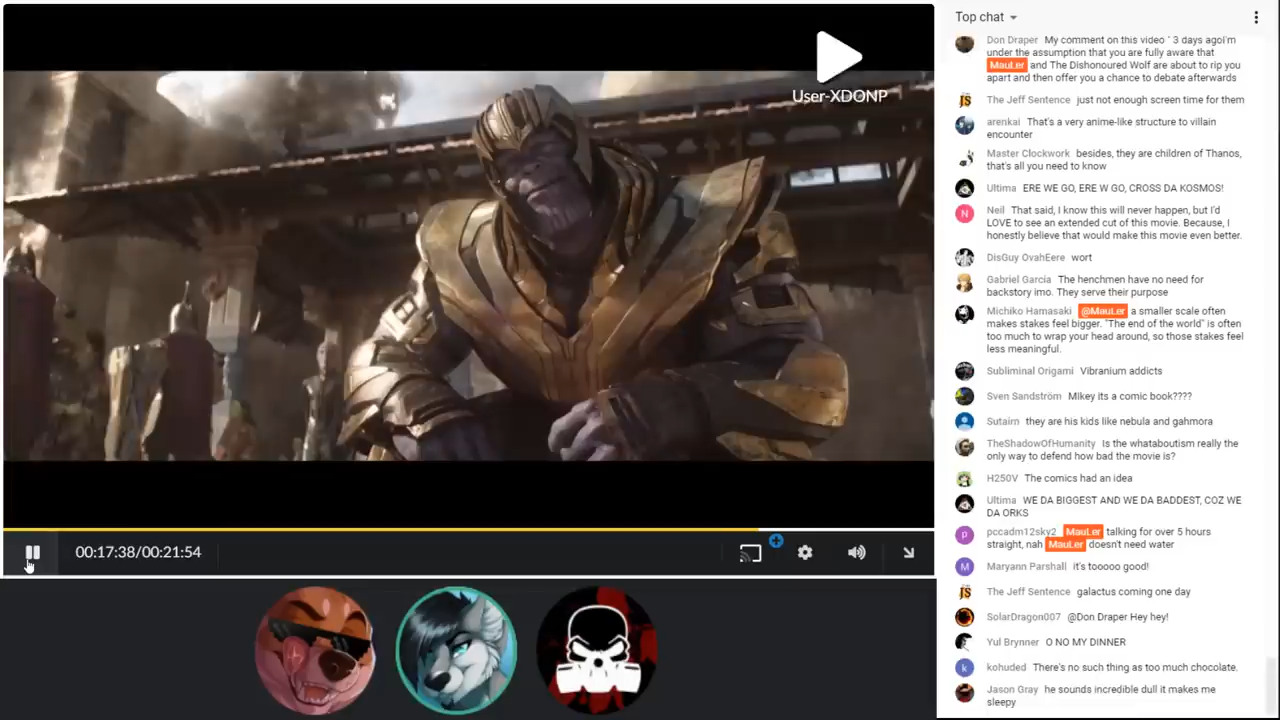 User-XDONP
00:17:38/00:21:54
Top chat
Don Draper My comment on this video " 3 days agoI'm
under the assumption that you are fully aware that
MauLer and The Dishonoured Wolf are about to rip you
apart and then offer you a chance to debate afterwards
The Jeff Sentence just not enough screen time for them
arenkai That's a very anime-like structure to villain
encounter
Master Clockwork besides, they are children of Thanos,
that's all you need to know
Ultima ERE WE GO, ERE W GO, CROSS DA KOSMOS!
N
Neil That said, I know this will never happen, but I'd
LOVE to see an extended cut of this movie. Because, I
honestly believe that would make this movie even better.
DisGuy OvahEere wort
Gabriel García The henchmen have no need for
backstory imo. They serve their purpose
Michiko Hamasaki @MauLer a smaller scale often
makes stakes feel bigger. "The end of the world" is often
too much to wrap your head around, so those stakes feel
less meaningful.
Subliminal Origami Vibranium addicts
Sven Sandström MIkey its a comic book????
Sutairn they are his kids like nebula and gahmora
TheShadowOfHumanity Is the whataboutism really the
only way to defend how bad the movie is?
H250V The comics had an idea
Ultima WE DA BIGGEST AND WE DA BADDEST, COZ WE
DA ORKS
p
pccadm12sky2 MauLer talking for over 5 hours
straight, nah MauLer doesn't need water
M
Maryann Parshall it's tooooo good!
The Jeff Sentence galactus coming one day
SolarDragon007 @Don Draper Hey hey!
Yul Brynner O NO MY DINNER
k
kohuded There's no such thing as too much chocolate.
Jason Gray he sounds incredible dull it makes me
sleepy